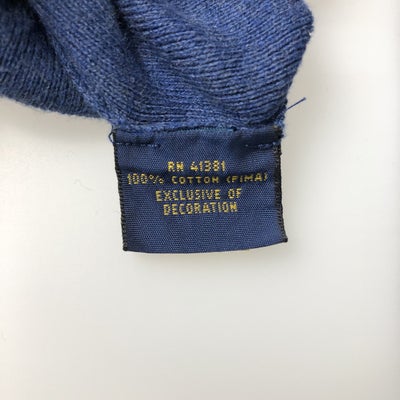 RN 41381
100% COTTON (PIMA)
EXCLUSIVE OF
DECORATION